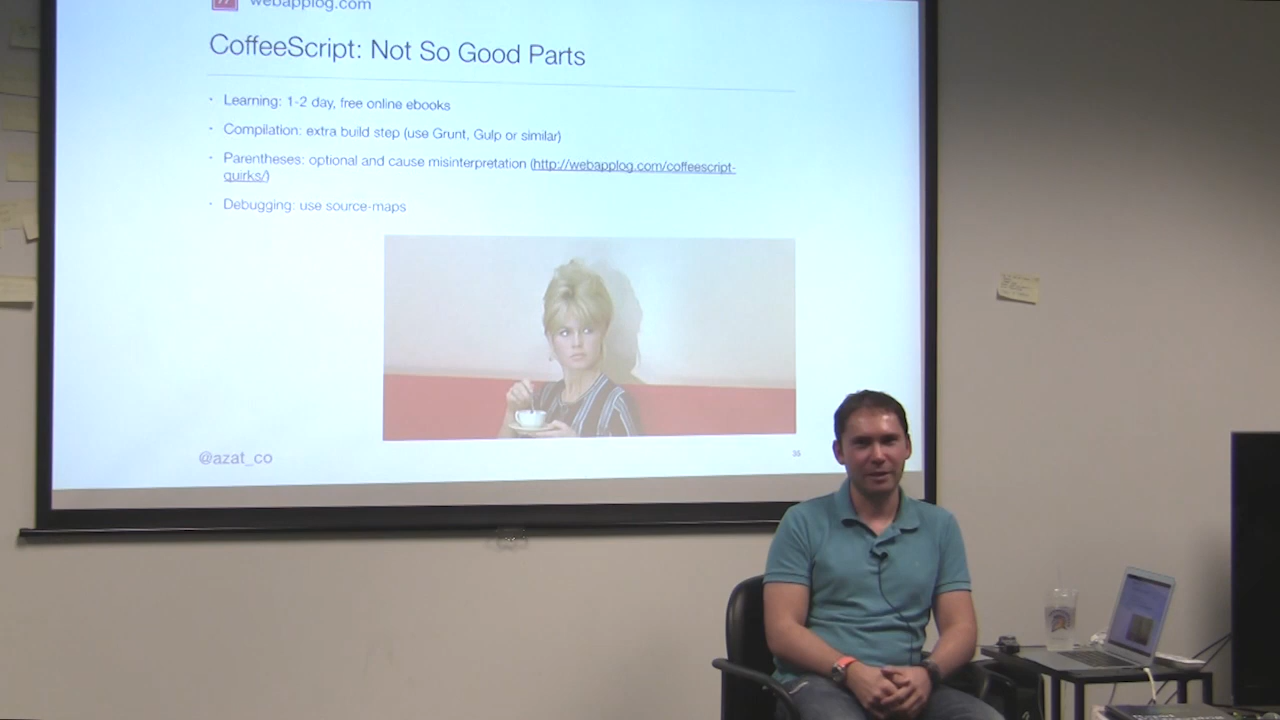 webapplog.com
CoffeeScript: Not So Good Parts
· Learning: 1-2 day, free online ebooks
· Compilation: extra build step (use Grunt, Gulp or similar)
· Parentheses: optional and cause misinterpretation (http://webapplog.com/coffeescript-
quirks/)
· Debugging: use source-maps
@azat_co